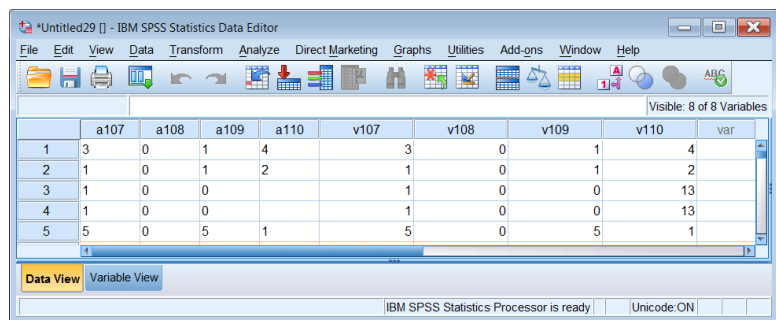 *Untitled29 [] - IBM SPSS Statistics Data Editor
File Edit View Data Transform Analyze Direct Marketing Graphs Utilities Add-ons Window Help
Visible: 8 of 8 Variables
a107 a108 a109 a110 v107 v108 v109 v110 var
1 3 0 1 4 3 0 1 4
2 1 0 1 2 1 0 1 2
3 1 0 0 1 0 0 13
4 1 0 0 1 0 0 13
5 5 0 5 1 5 0 5 1
Data View Variable View
IBM SPSS Statistics Processor is ready Unicode:ON